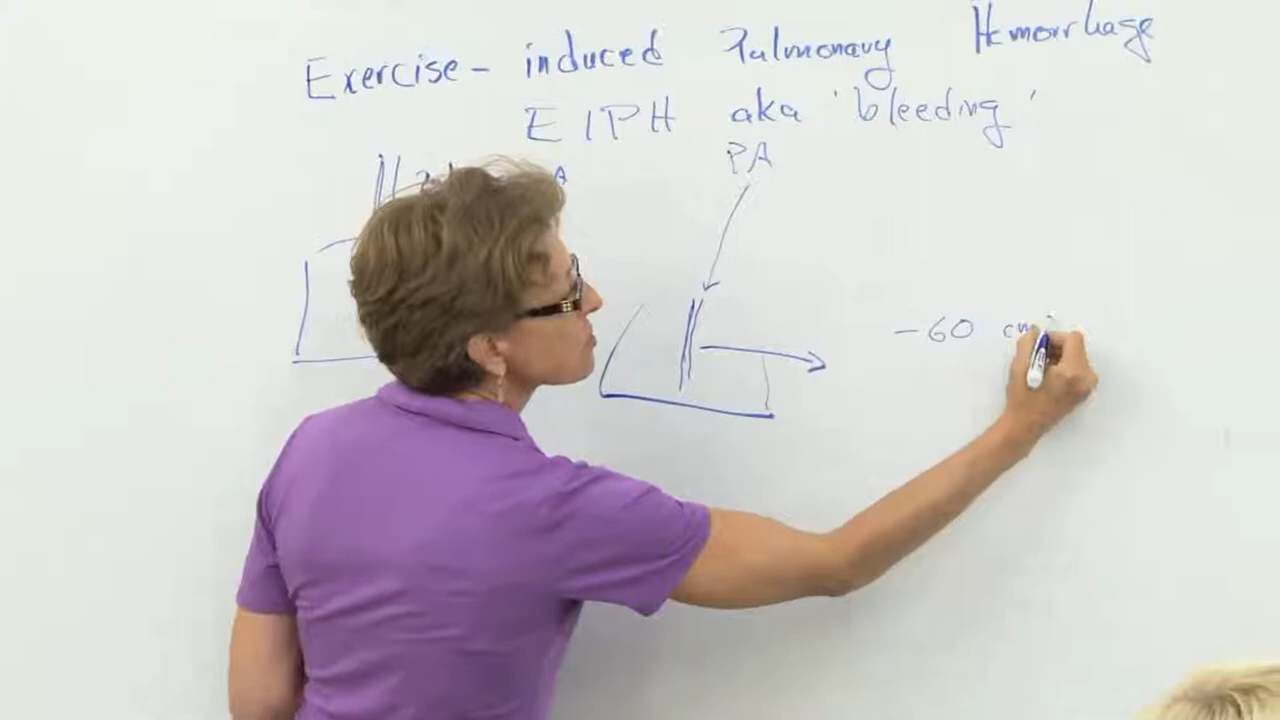 Exercise - induced Pulmonary Hemorrhage
EIPH aka 'bleeding'
PA
-60 cm